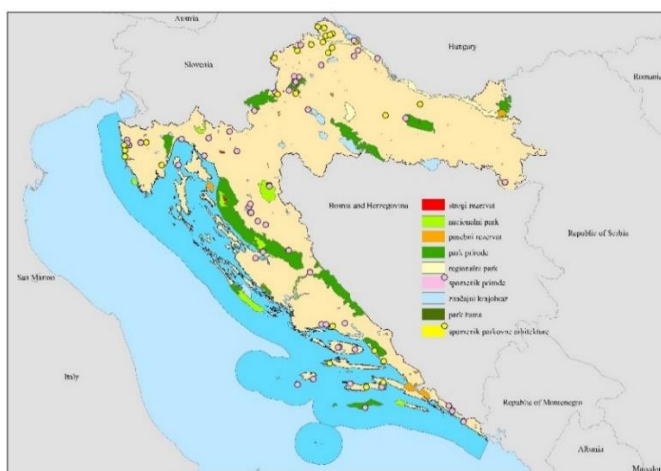 Austria
Hungary
Slovenia
Romania
Bosnia and Herzegovina
strogi rezervat
nacionalni park
posebni rezervat
park prirode
regionalni park
spomenik prirode
značajni krajobraz
park šuma
spomenik parkovne arhitekture
Republic of Serbia
San Marino
Italy
Republic of Montenegro
Albania